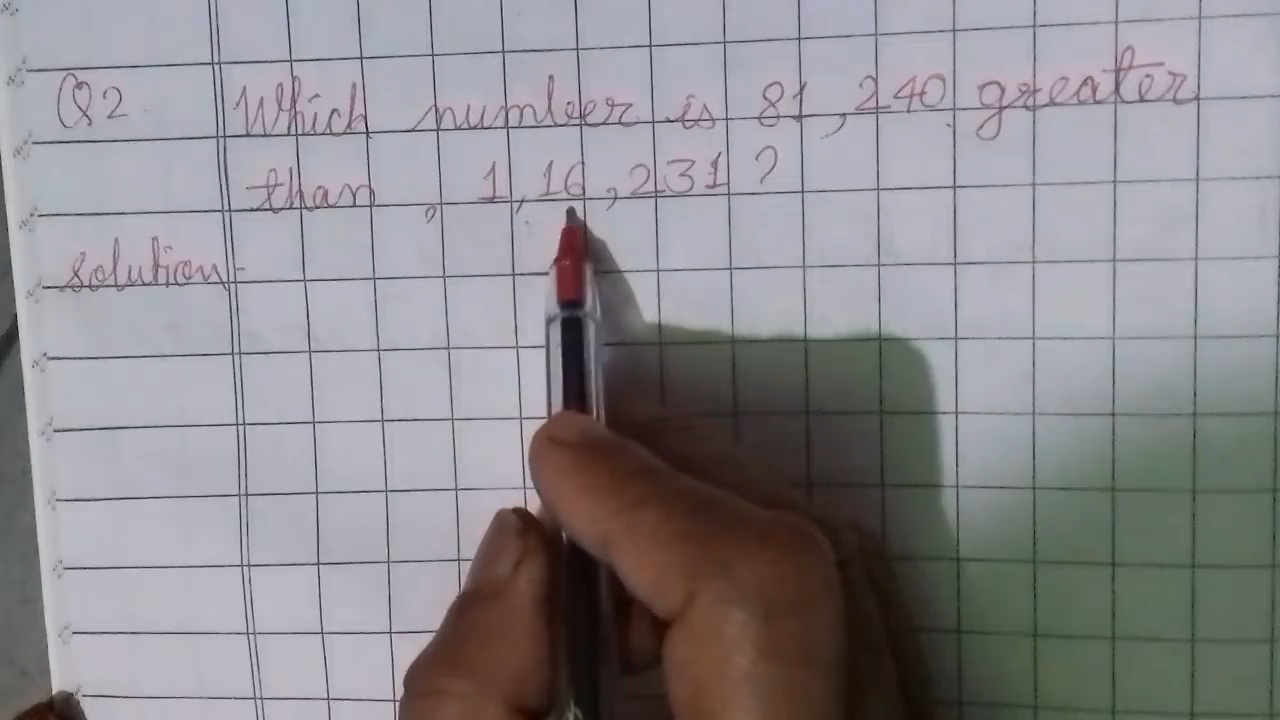 Q2. Which number is 81,240 greater
than, 1,16,231?
solution-